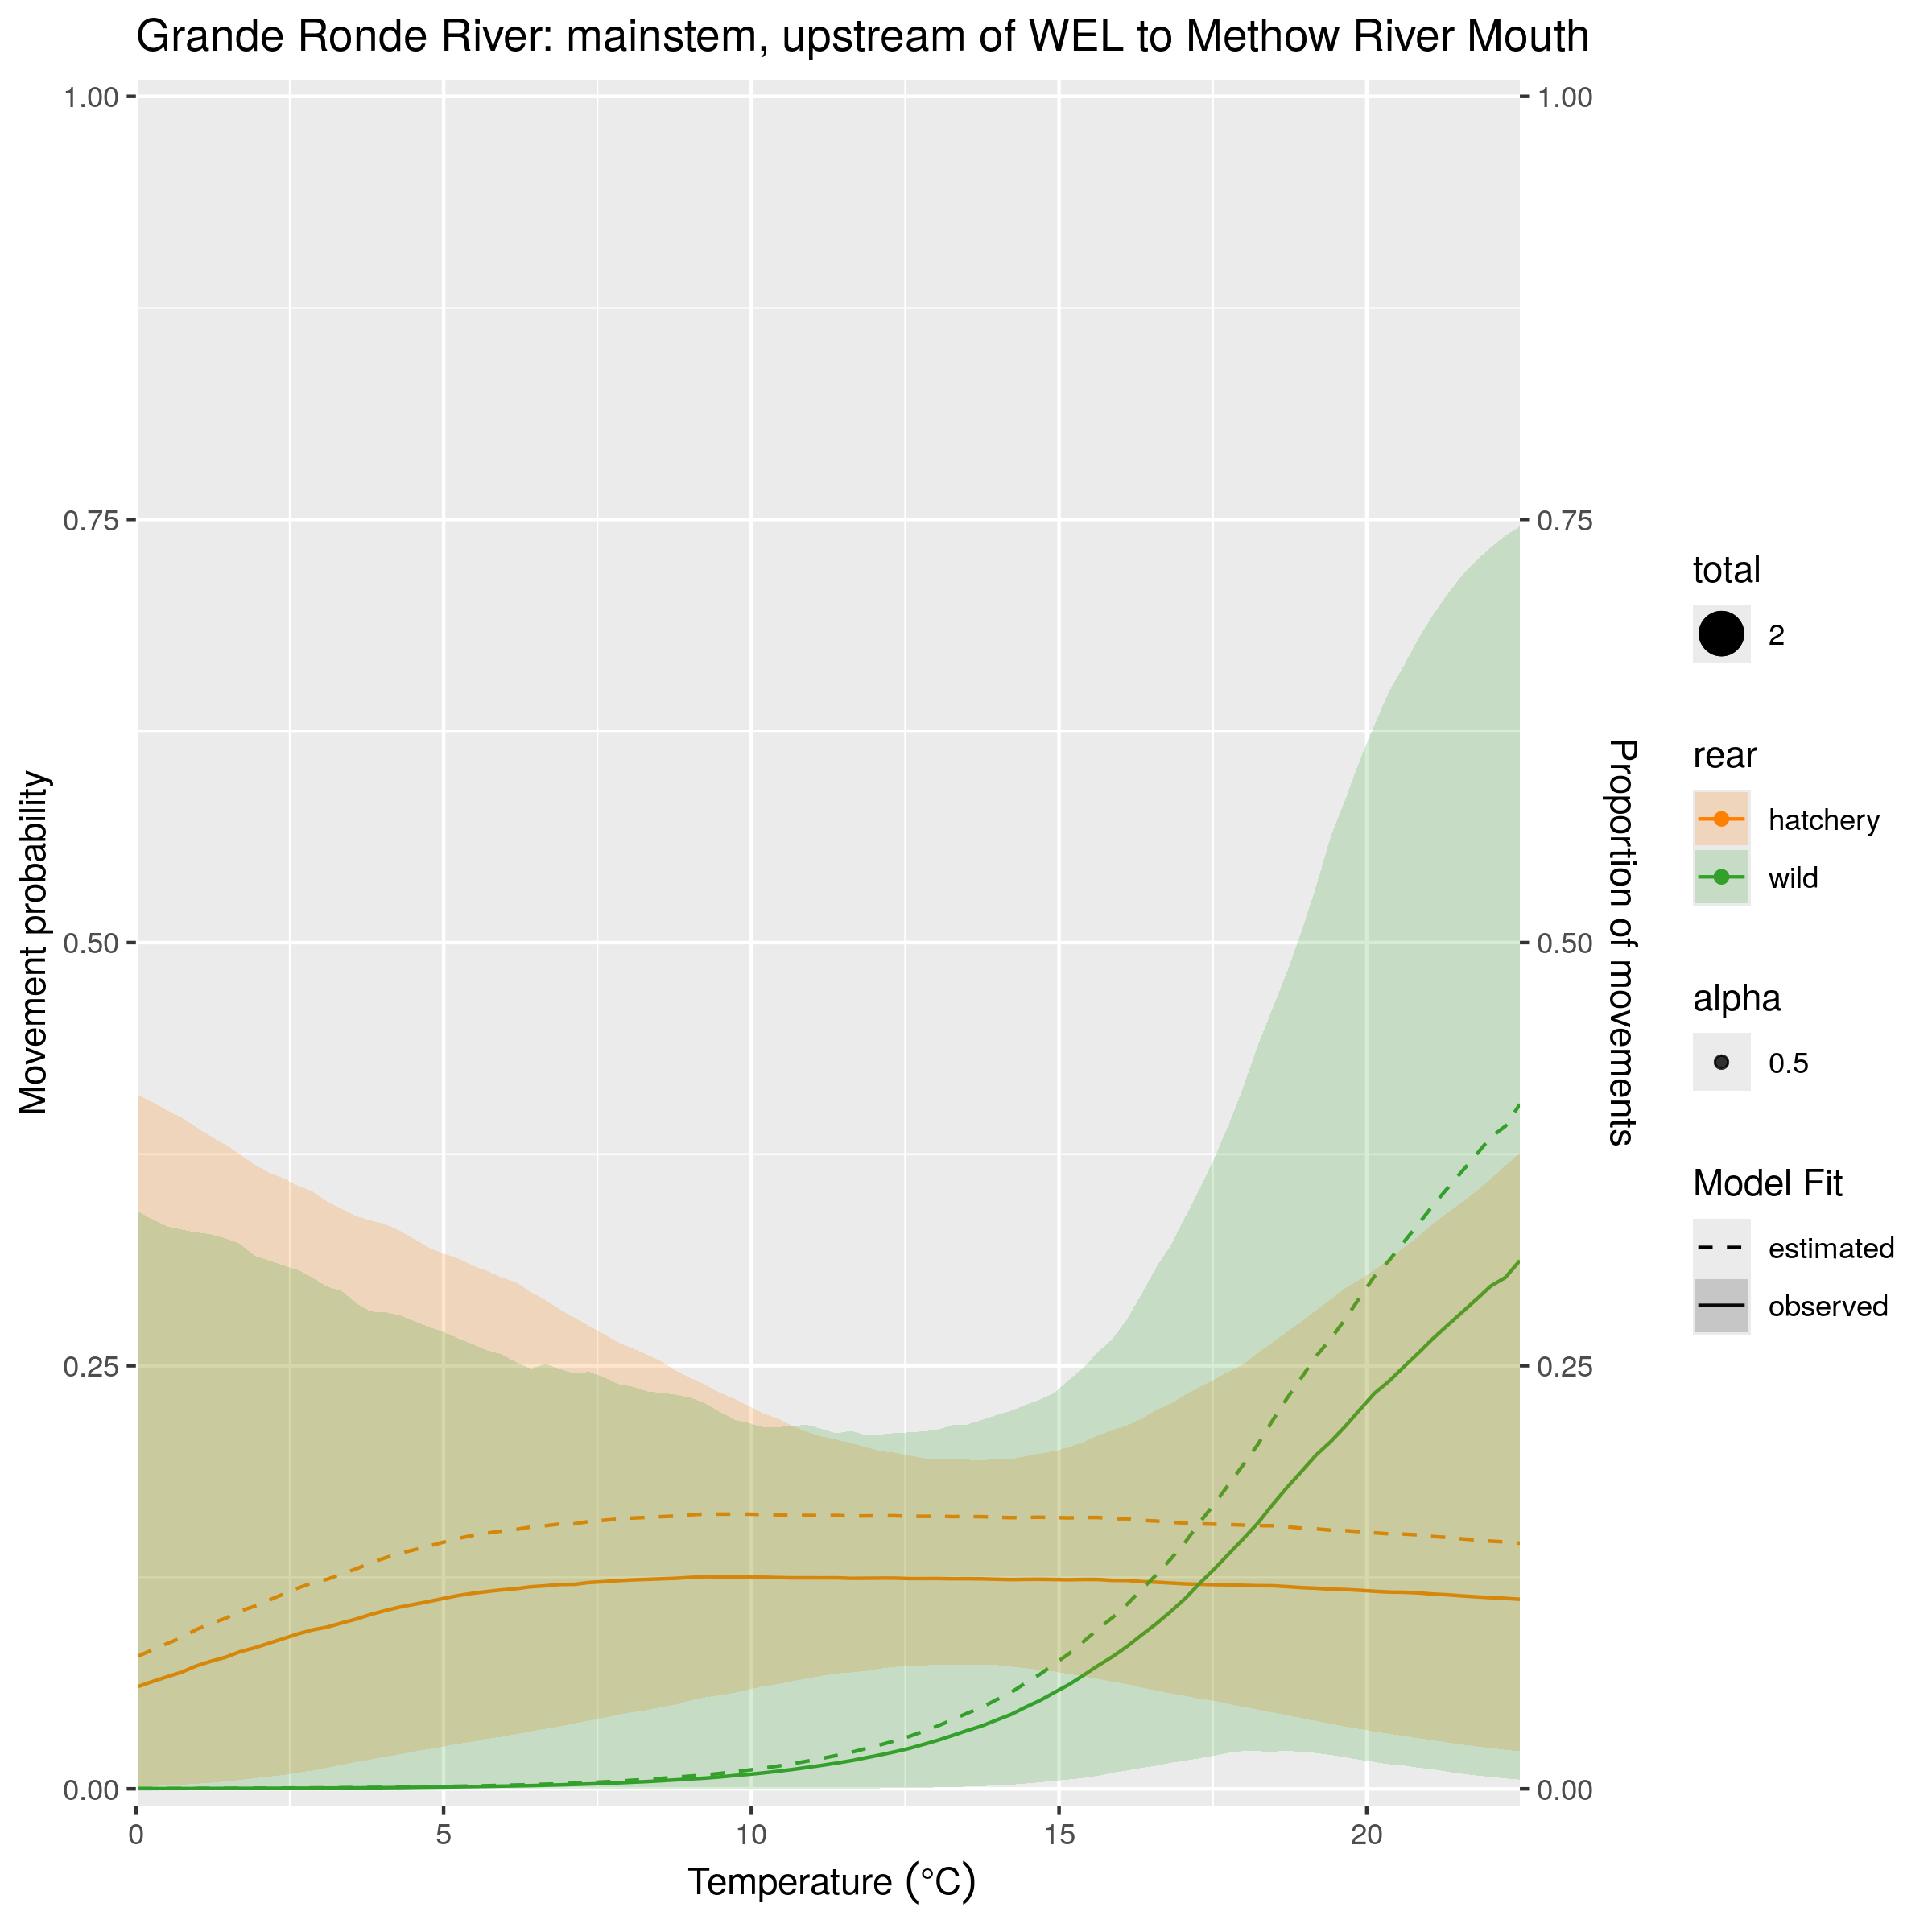 Grande Ronde River: mainstem, upstream of WEL to Methow River Mouth
1.00
0.75
0.50
0.25
0.00
Movement probability
0
5
10
15
20
Temperature (°C)
1.00
0.75
0.50
0.25
0.00
Proportion of movements
total
2
rear
hatchery
wild
alpha
0.5
Model Fit
estimated
observed